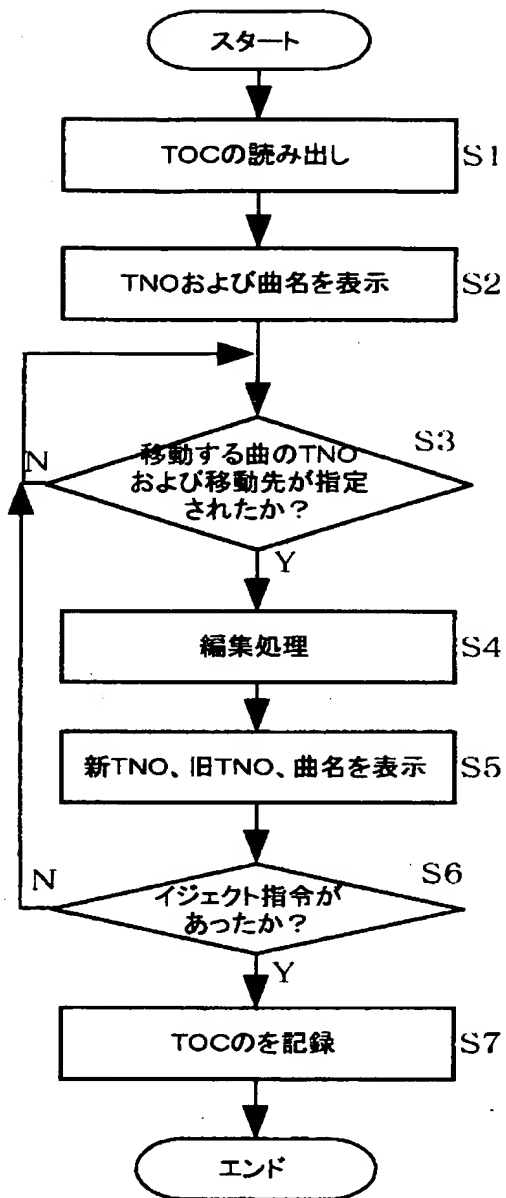 スタート
TOCの読み出し S1
TNOおよび曲名を表示 S2
S3
移動する曲のTNO
および移動先が指定
されたか?
N
Y
編集処理 S4
新TNO、旧TNO、曲名を表示 S5
N
S6
イジェクト指令が
あったか?
Y
TOCのを記録 S7
エンド